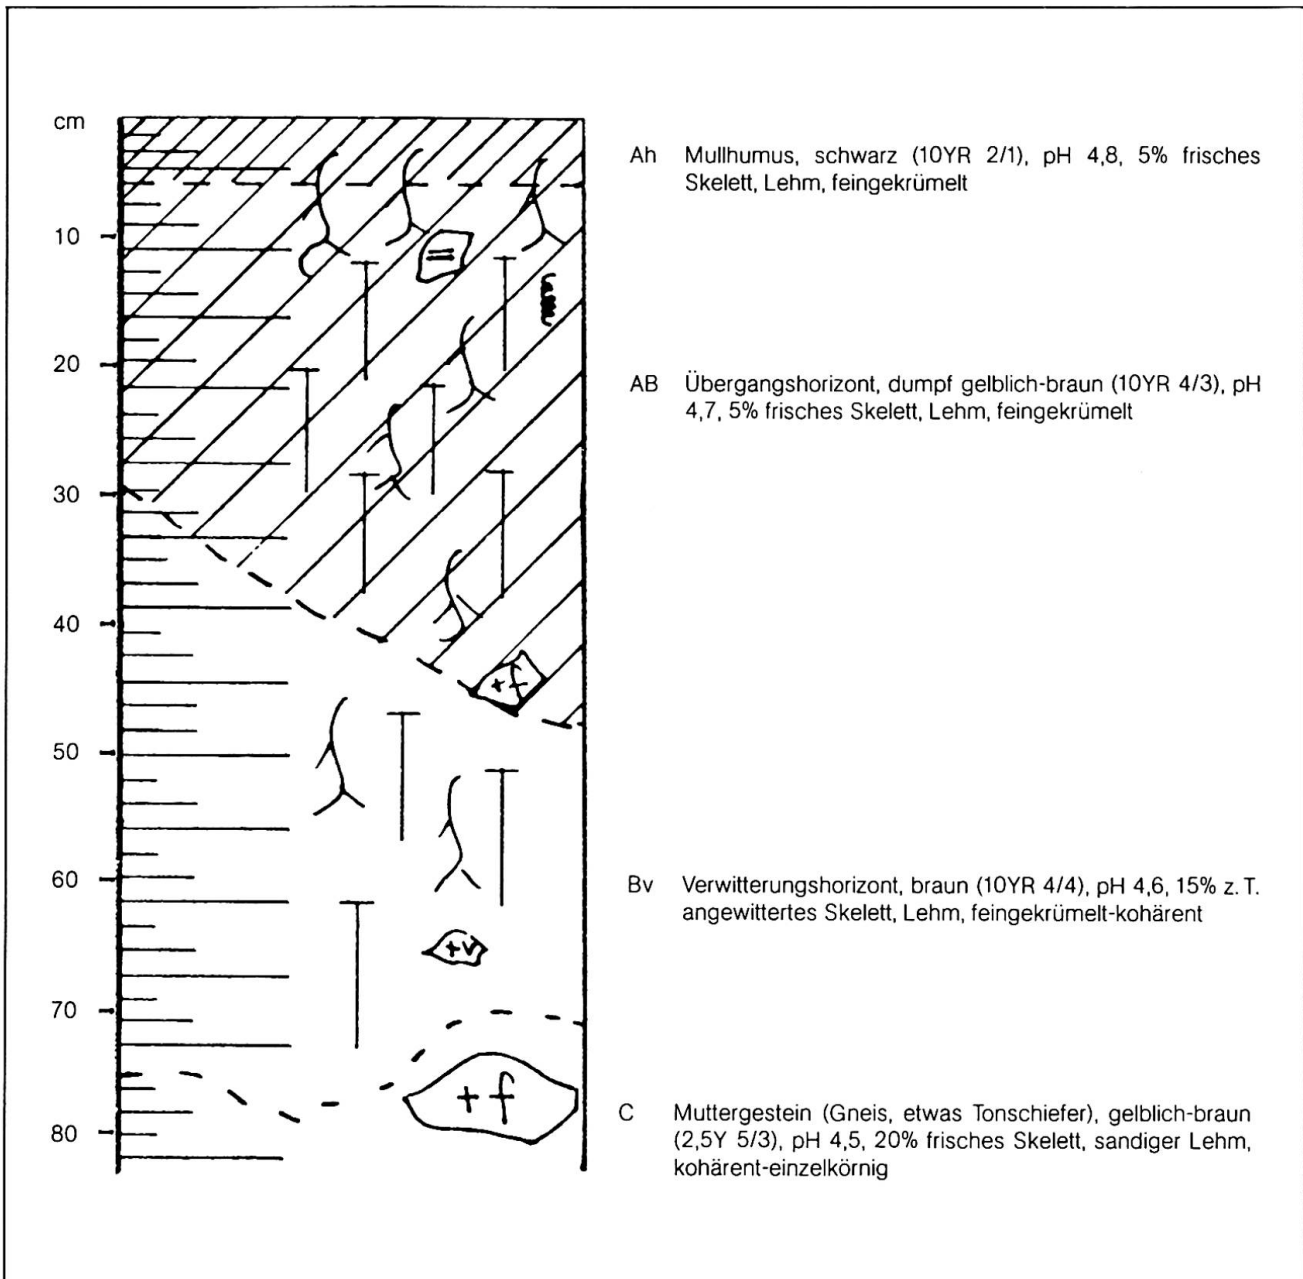 cm
Ah Mullhumus, schwarz (10YR 2/1), pH 4,8, 5% frisches
Skelett, Lehm, feingekrümelt
10
20
AB Übergangshorizont, dumpf gelblich-braun (10YR 4/3), pH
4,7, 5% frisches Skelett, Lehm, feingekrümelt
30
40
+f
50
60
Bv Verwitterungshorizont, braun (10YR 4/4), pH 4,6, 15% z.T.
angewittertes Skelett, Lehm, feingekrümelt-kohärent
+v
70
+ f
C Muttergestein (Gneis, etwas Tonschiefer), gelblich-braun
(2,5Y 5/3), pH 4,5, 20% frisches Skelett, sandiger Lehm,
kohärent-einzelkörnig
80